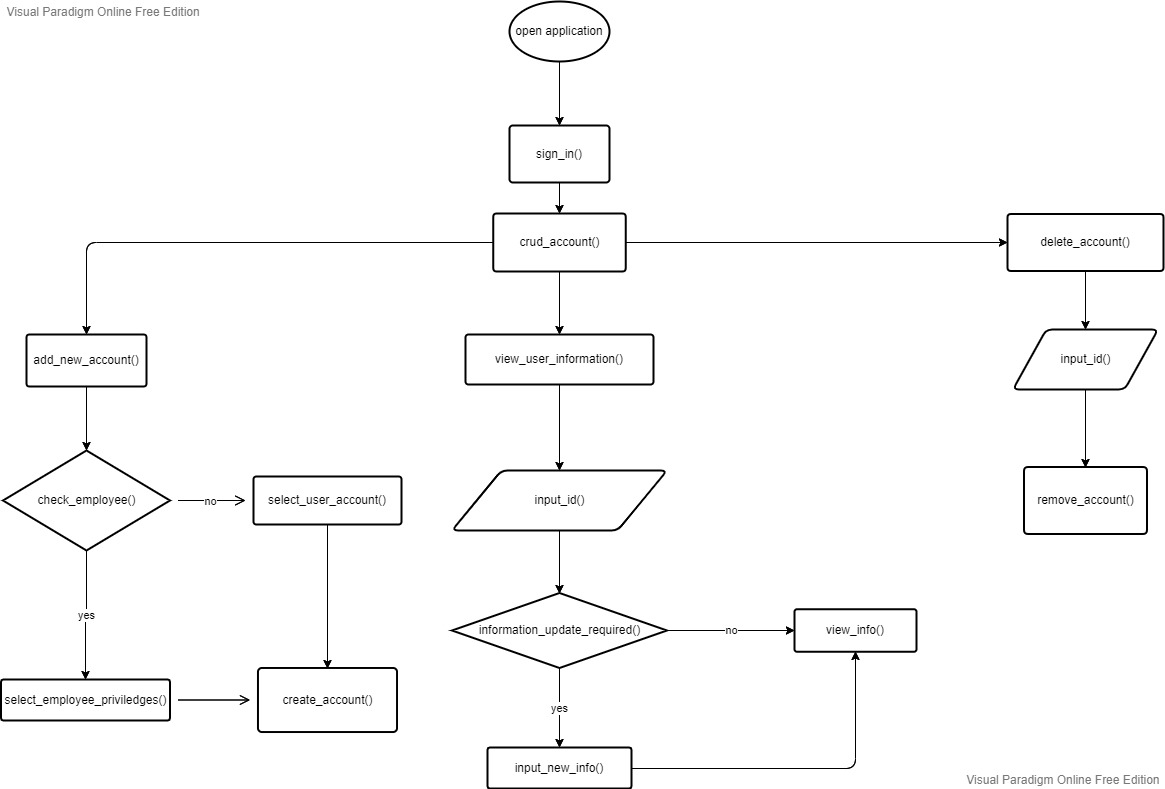 Visual Paradigm Online Free Edition
open application
sign_in()
crud_account()
delete_account()
add_new_account()
view_user_information()
input_id()
check_employee()
no
select_user_account()
input_id()
remove_account()
yes
information_update_required()
no
view_info()
select_employee_priviledges()
create_account()
yes
input_new_info()
Visual Paradigm Online Free Edition